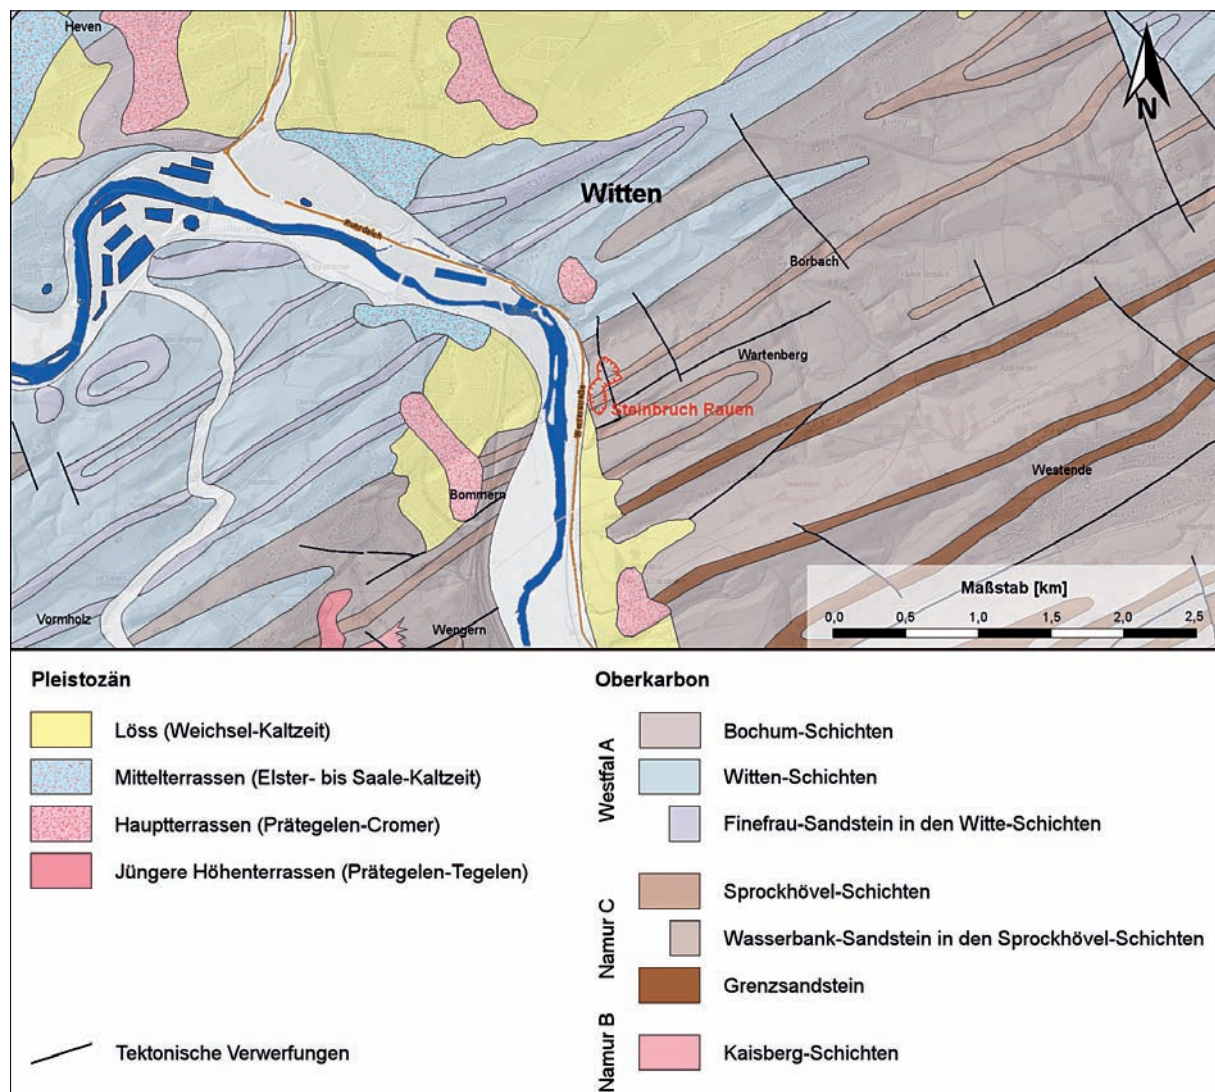 Heven
N
Witten
Ruhrdeich
Borbach
Wartenberg
Steinbruch Rauen
Wetterstraße
Westende
Bommern
Vormholz
Wengern
Maßstab [km]
0,0 0,5 1,0 1,5 2,0 2,5
Pleistozän
Löss (Weichsel-Kaltzeit)
Mittelterrassen (Elster- bis Saale-Kaltzeit)
Hauptterrassen (Prätegelen-Cromer)
Jüngere Höhenterrassen (Prätegelen-Tegelen)
Tektonische Verwerfungen
Oberkarbon
Westfal A
Bochum-Schichten
Witten-Schichten
Finefrau-Sandstein in den Witte-Schichten
Namur C
Sprockhövel-Schichten
Wasserbank-Sandstein in den Sprockhövel-Schichten
Grenzsandstein
Namur B
Kaisberg-Schichten